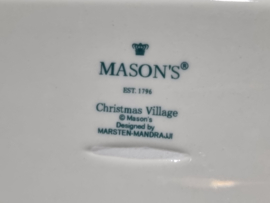 MASON'S®
EST. 1796
Christmas Village
© Mason's
Designed by
MARSTEN-MANDRAJJI